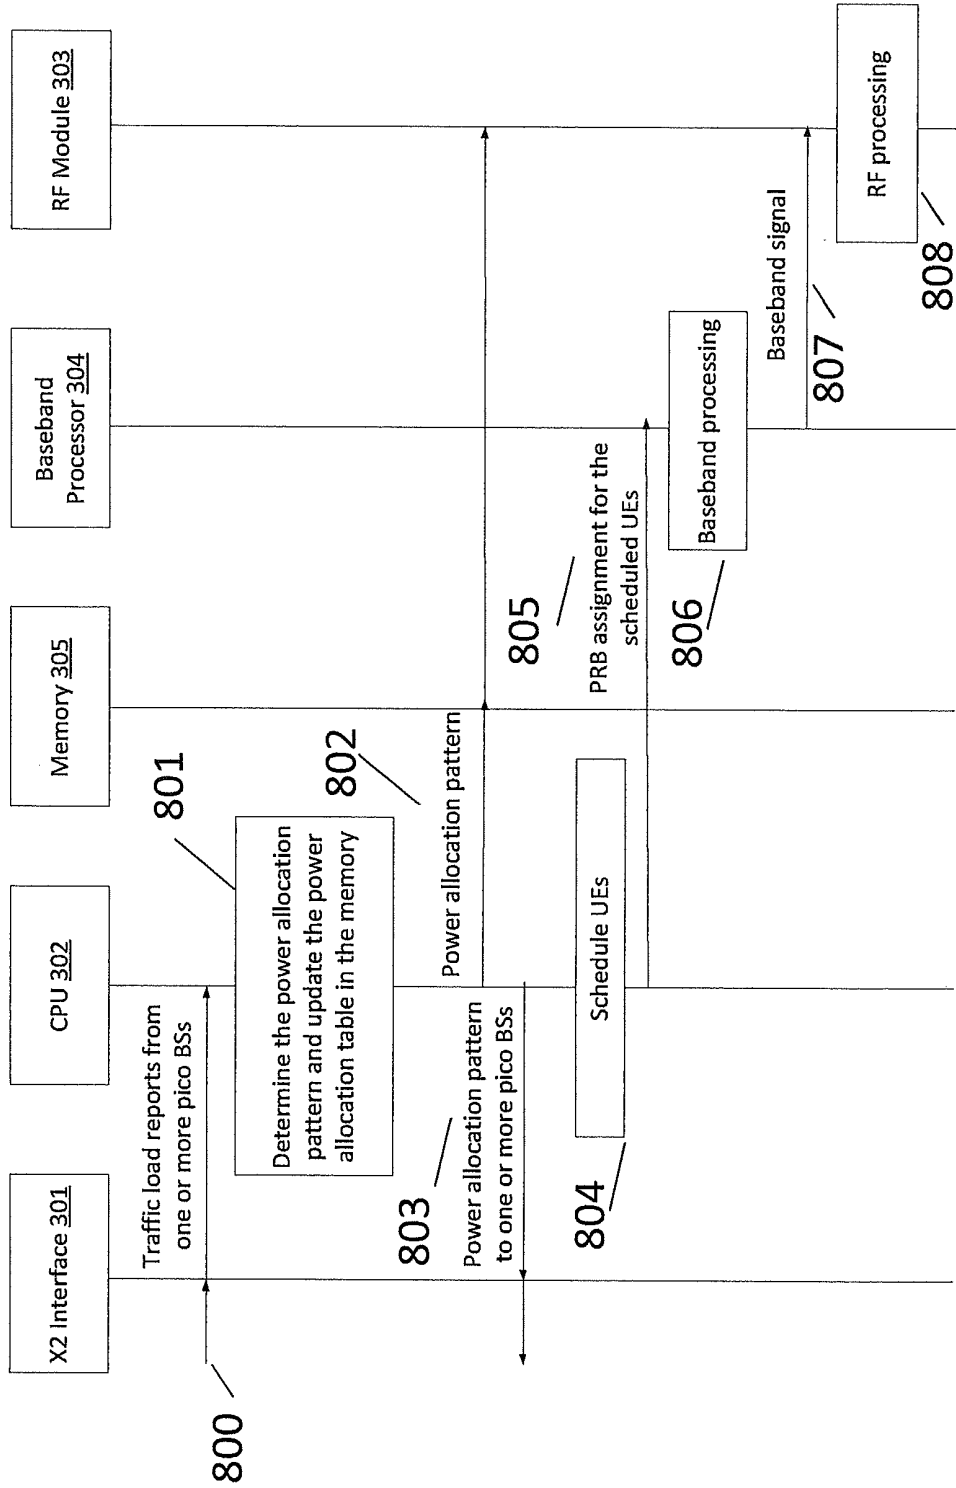 X2 Interface 301
CPU 302
Memory 305
Baseband
Processor 304
RF Module 303
800
Traffic load reports from
one or more pico BSs
801
Determine the power allocation
pattern and update the power
allocation table in the memory
802
Power allocation pattern
803
Power allocation pattern
to one or more pico BSs
804
Schedule UEs
805
PRB assignment for the
scheduled UEs
806
Baseband processing
Baseband signal
807
RF processing
808